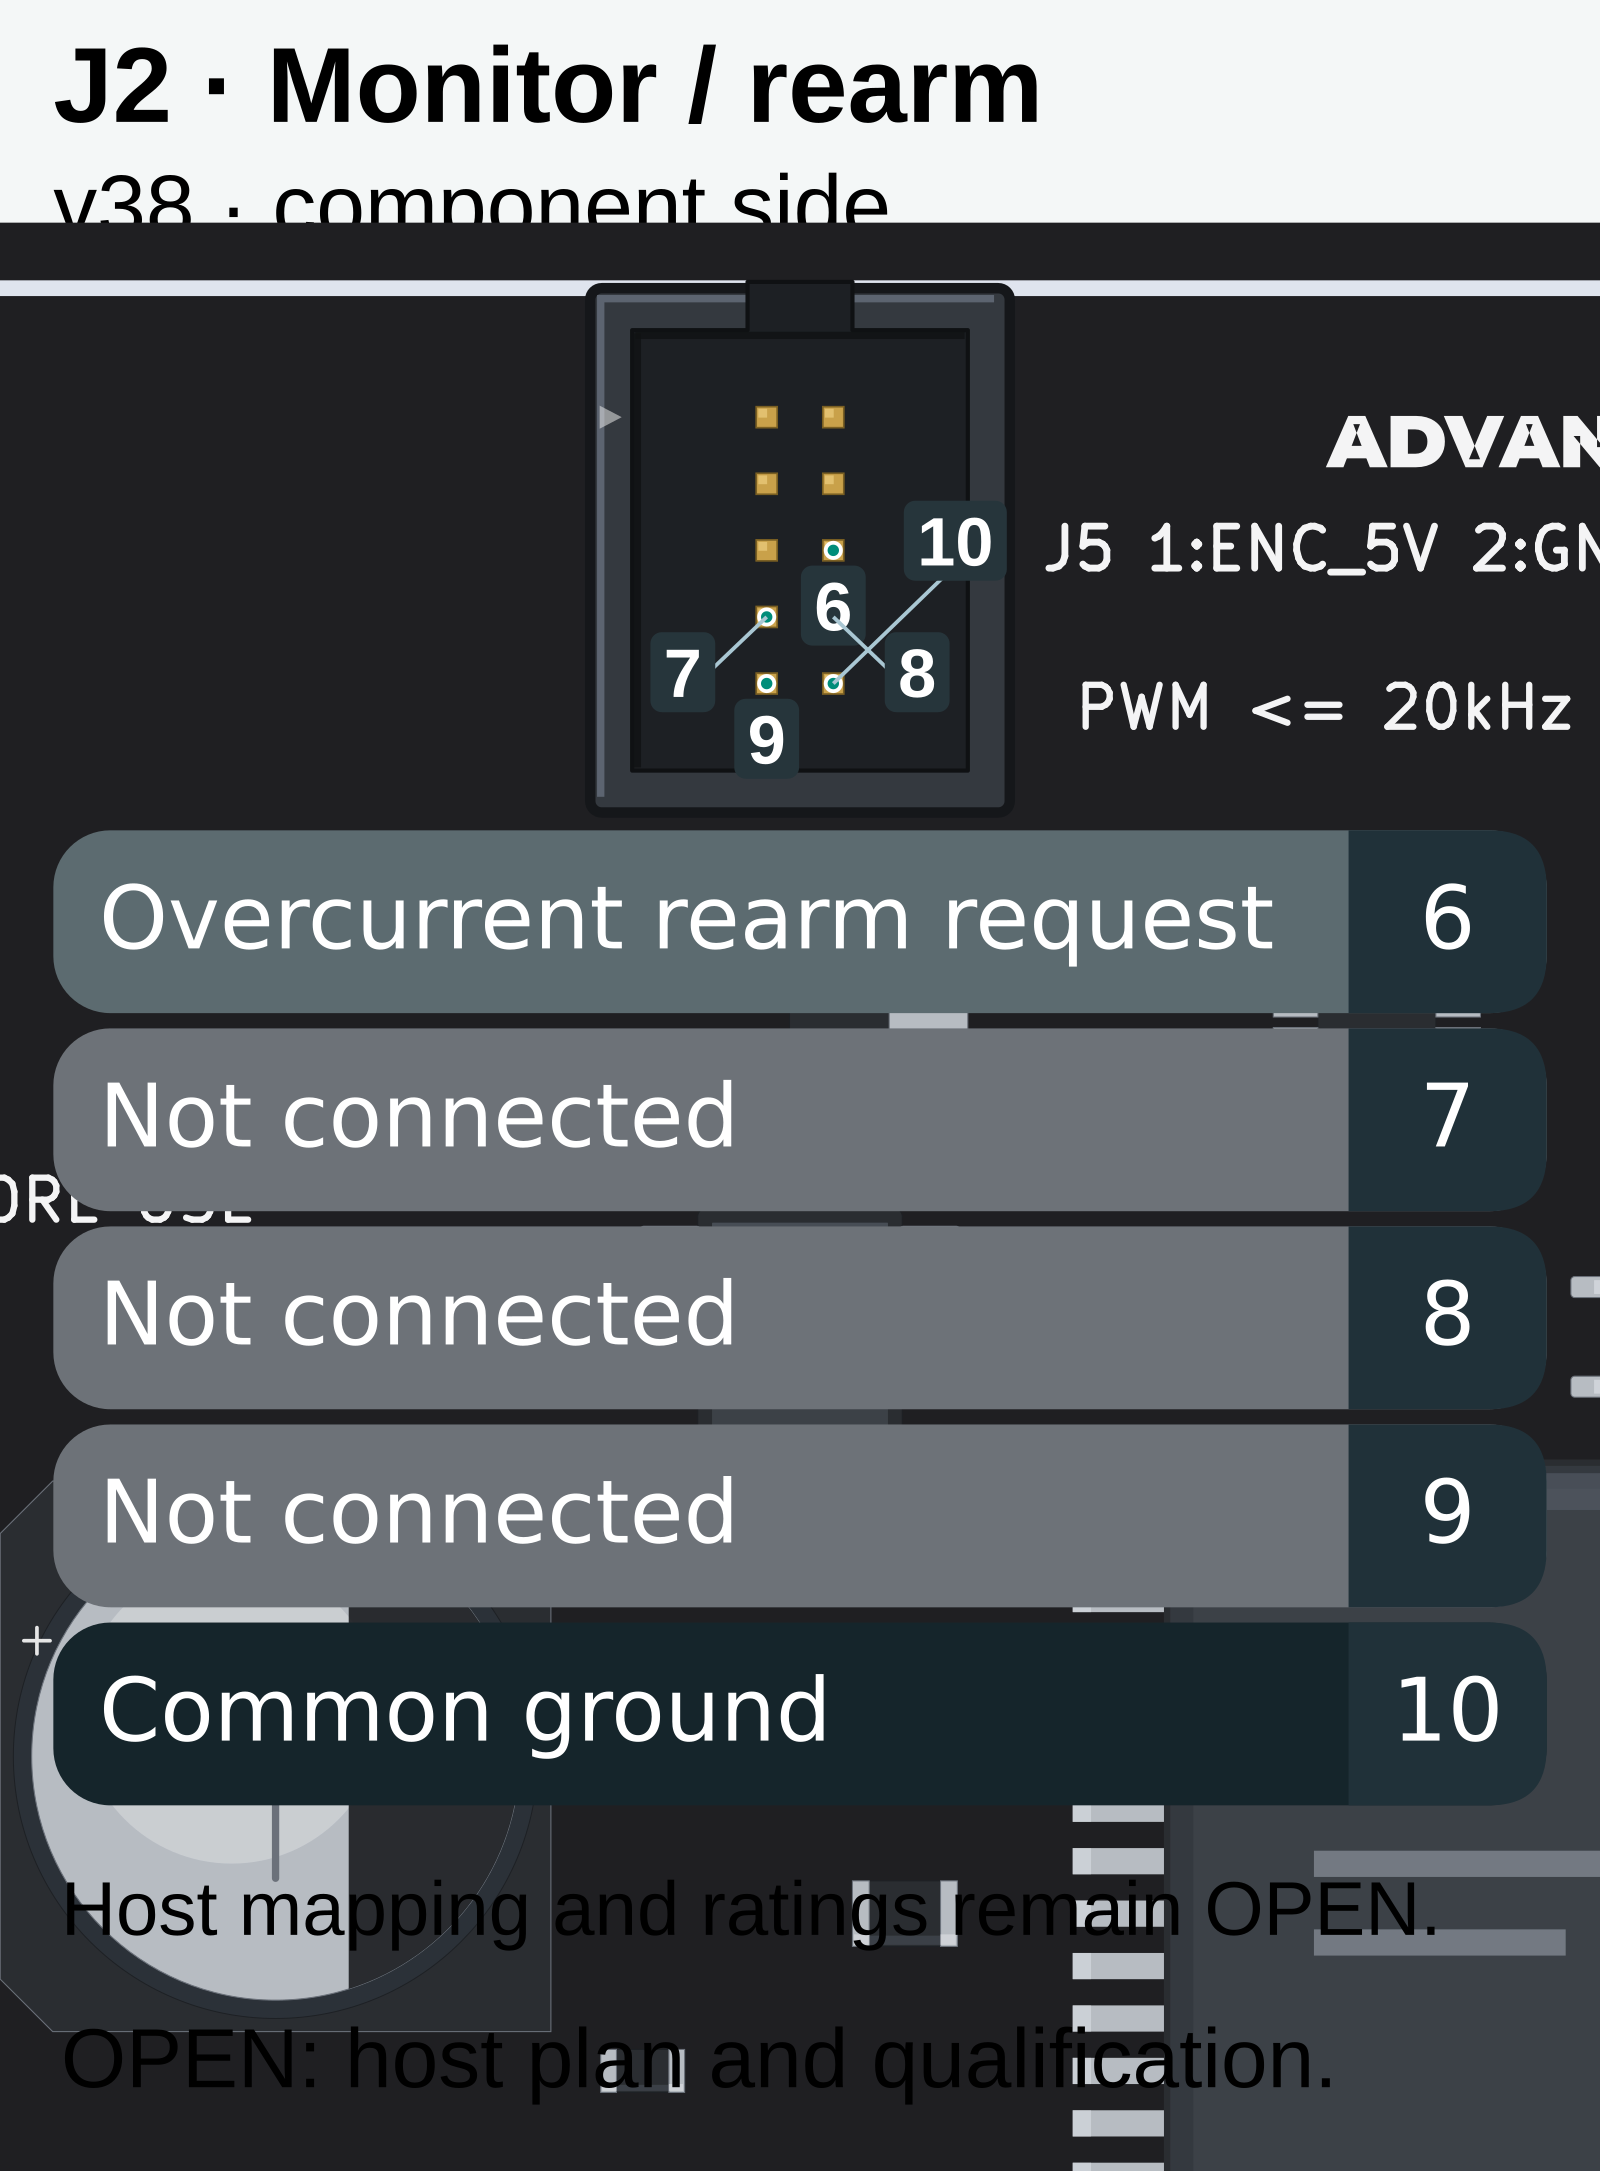 J2 · Monitor / rearm
v38 · component side
ADVAN
J5 1:ENC_5V 2:GN
10
6
7
8
PWM <= 20kHz
9
Overcurrent rearm request 6
Not connected 7
ORE USE
Not connected 8
Not connected 9
Common ground 10
Host mapping and ratings remain OPEN.
OPEN: host plan and qualification.